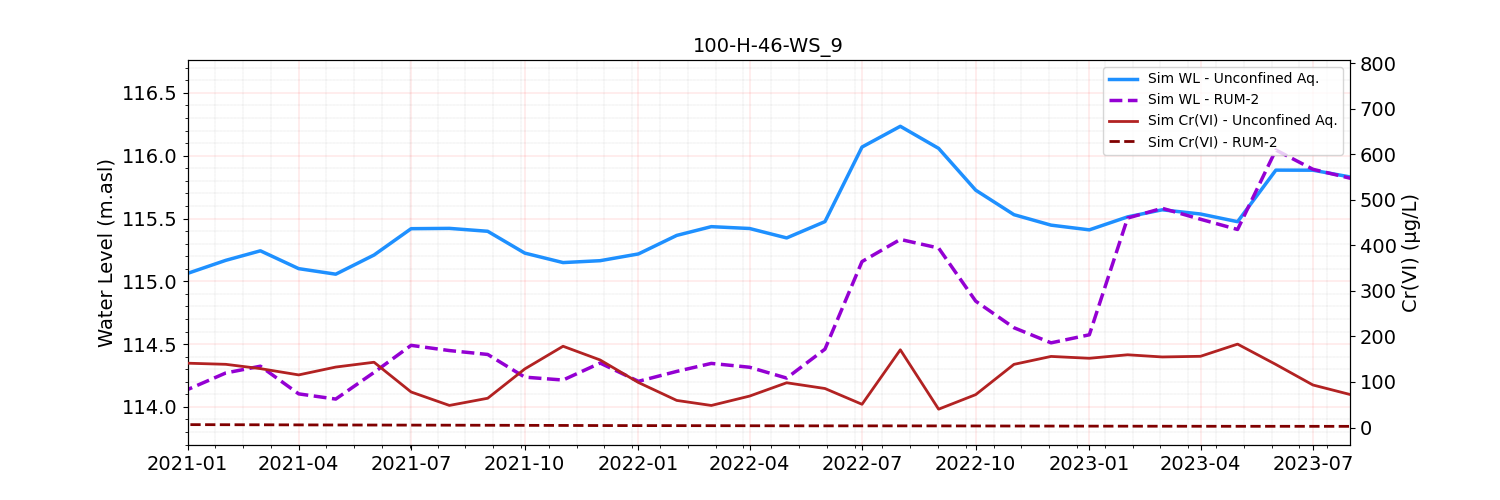 100-H-46-WS_9
Water Level (m.asl)
116.5
116.0
115.5
115.0
114.5
114.0
Sim WL - Unconfined Aq.
Sim WL - RUM-2
Sim Cr(VI) - Unconfined Aq.
Sim Cr(VI) - RUM-2
800
700
600
500
400
300
200
100
0
Cr(VI) (µg/L)
2021-01 2021-04 2021-07 2021-10 2022-01 2022-04 2022-07 2022-10 2023-01 2023-04 2023-07